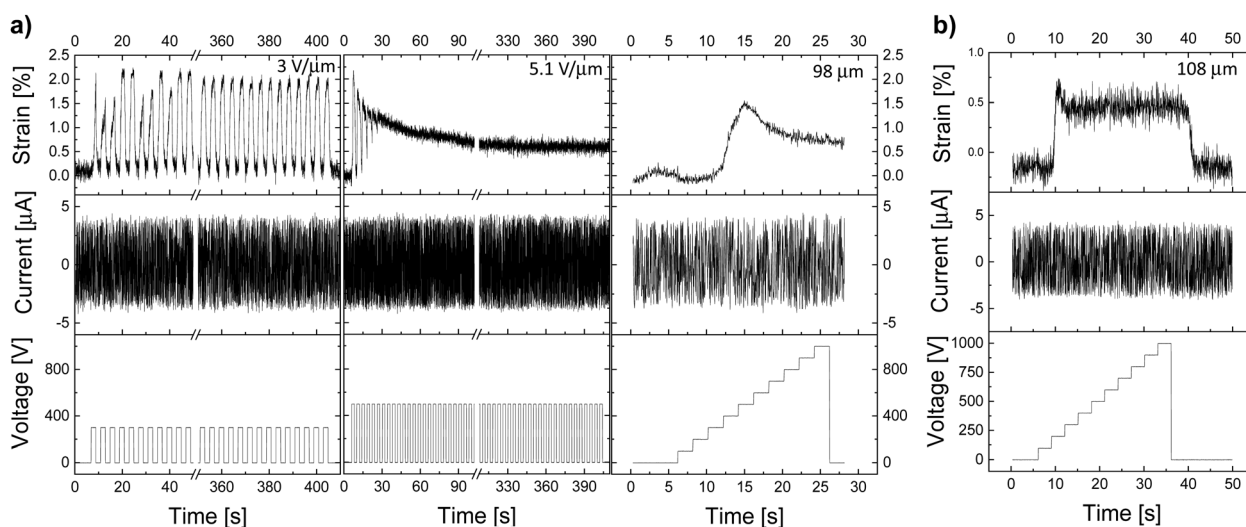 a)
b)
0 20 40 360 380 400
0 30 60 90 330 360 390
0 5 10 15 20 25 30
0 10 20 30 40 50
3 V/µm
5.1 V/µm
98 µm
108 µm
Strain [%]
2.5
2.0
1.5
1.0
0.5
0.0
2.5
2.0
1.5
1.0
0.5
0.0
Strain [%]
1.0
0.5
0.0
Current [µA]
5
0
-5
5
0
-5
Current [µA]
5
0
-5
Voltage [V]
800
400
0
800
400
0
Voltage [V]
1000
750
500
250
0
0 20 40 360 380 400
0 30 60 90 330 360 390
0 5 10 15 20 25 30
0 10 20 30 40 50
Time [s]
Time [s]
Time [s]
Time [s]